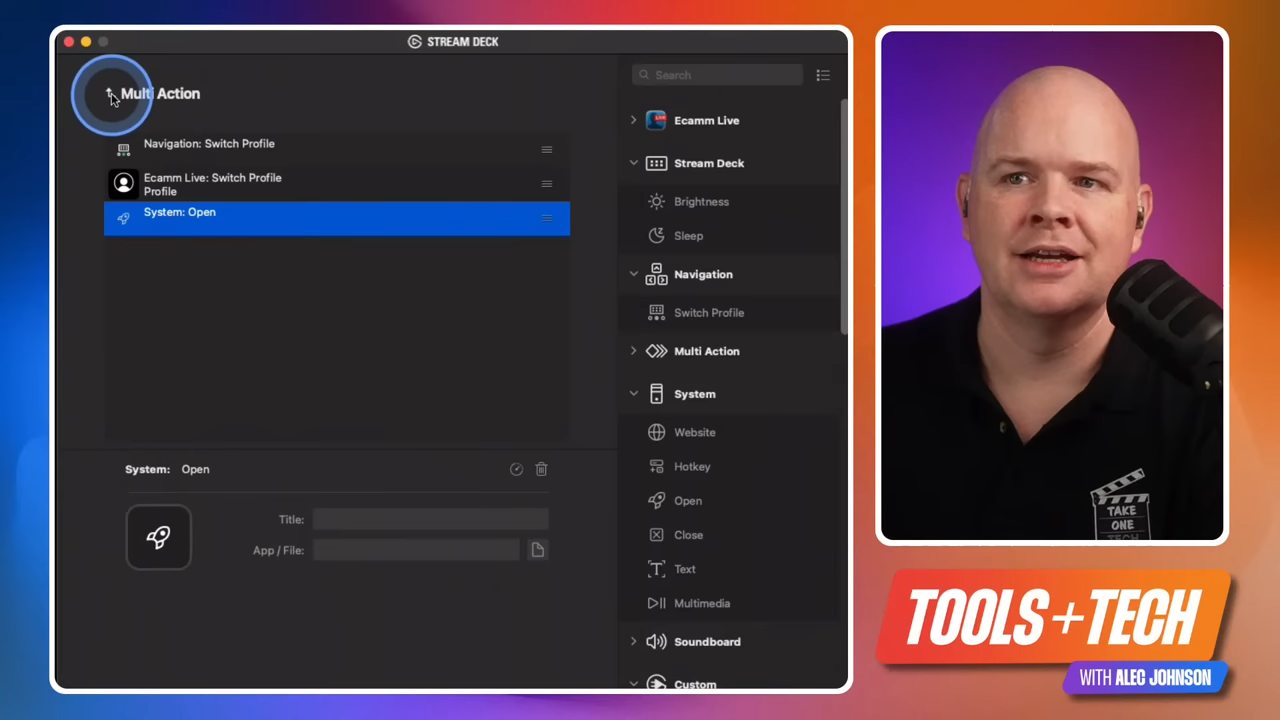 STREAM DECK
Multi Action
Navigation: Switch Profile
Ecamm Live: Switch Profile
Profile
System: Open
System: Open
Title:
App / File:
Search
LIVE
Ecamm Live
Stream Deck
Brightness
Sleep
Navigation
Switch Profile
Multi Action
System
Website
Hotkey
Open
Close
Text
Multimedia
Soundboard
Custom
TAKE
ONE
TECH
TOOLS+TECH
WITH ALEC JOHNSON